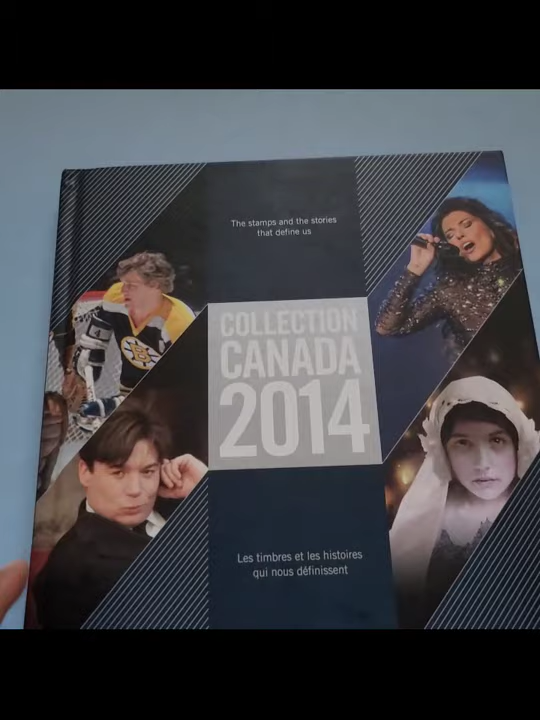 The stamps and the stories
that define us
COLLECTION
CANADA
2014
Les timbres et les histoires
qui nous définissent
B
4